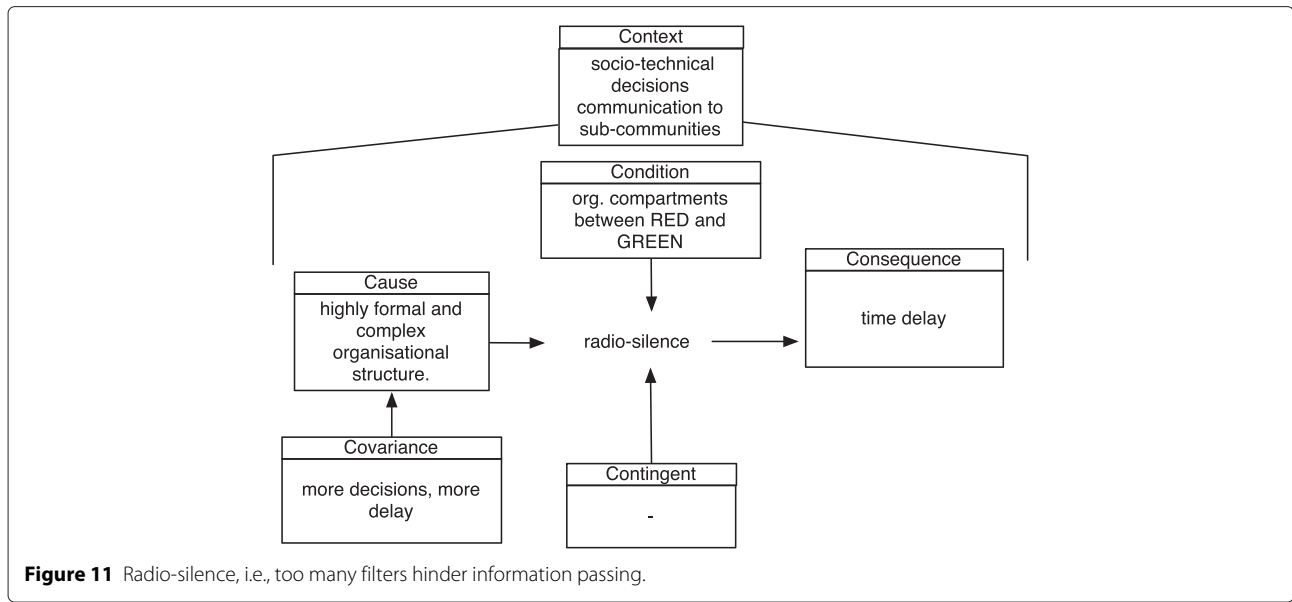 Context
socio-technical
decisions
communication to
sub-communities
Condition
org. compartments
between RED and
GREEN
Consequence
time delay
Cause
highly formal and
complex
organisational
structure.
radio-silence
Covariance
more decisions, more
delay
Contingent
-
Figure 11 Radio-silence, i.e., too many filters hinder information passing.